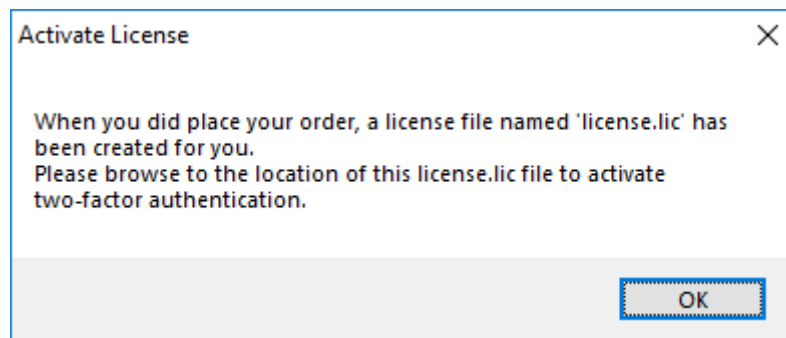 Activate License
When you did place your order, a license file named 'license.lic' has
been created for you.
Please browse to the location of this license.lic file to activate
two-factor authentication.
OK